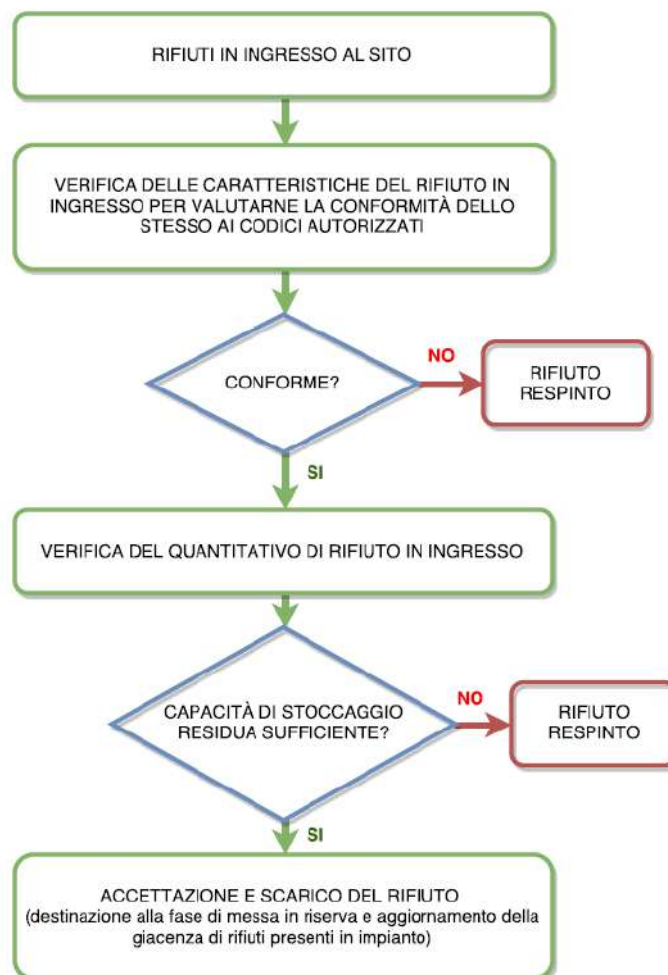 RIFIUTI IN INGRESSO AL SITO
VERIFICA DELLE CARATTERISTICHE DEL RIFIUTO IN
INGRESSO PER VALUTARNE LA CONFORMITÀ DELLO
STESSO AI CODICI AUTORIZZATI
CONFORME?
NO
RIFIUTO
RESPINTO
SI
VERIFICA DEL QUANTITATIVO DI RIFIUTO IN INGRESSO
CAPACITÀ DI STOCCAGGIO
RESIDUA SUFFICIENTE?
NO
RIFIUTO
RESPINTO
SI
ACCETTAZIONE E SCARICO DEL RIFIUTO
(destinazione alla fase di messa in riserva e aggiornamento della
giacenza di rifiuti presenti in impianto)